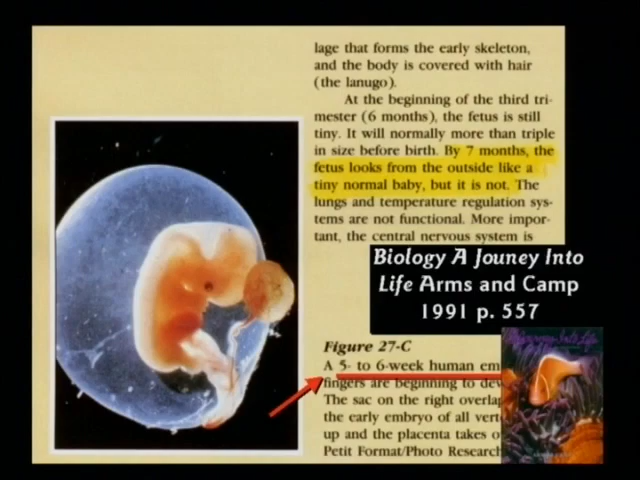 lage that forms the early skeleton,
and the body is covered with hair
(the lanugo).
At the beginning of the third tri-
mester (6 months), the fetus is still
tiny. It will normally more than triple
in size before birth. By 7 months, the
fetus looks from the outside like a
tiny normal baby, but it is not. The
lungs and temperature regulation sys-
tems are not functional. More impor-
tant, the central nervous system is
Biology A Jouney Into
Life Arms and Camp
1991 p. 557
Figure 27-C
A 5- to 6-week human em
fingers are beginning to dev
The sac on the right overlap
the early embryo of all vert
up and the placenta takes o
Petit Format/Photo Research
Journey Into Life